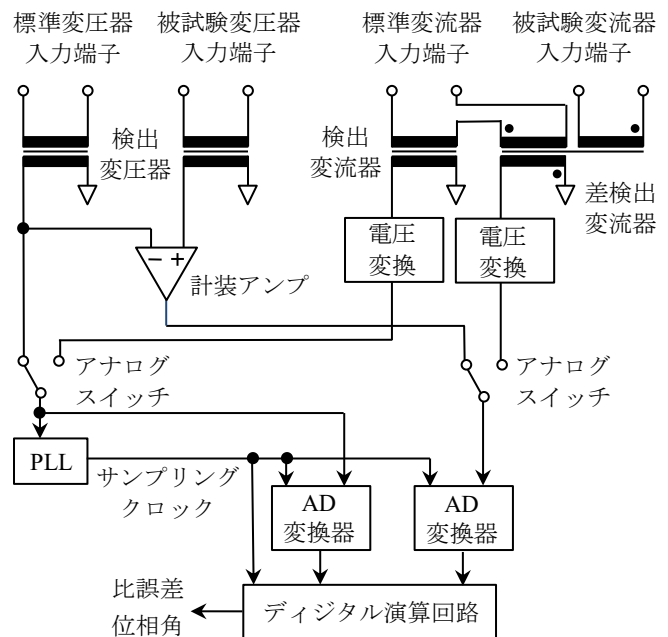 標準変圧器
入力端子
被試験変圧器
入力端子
標準変流器
入力端子
被試験変流器
入力端子
検出
変圧器
検出
変流器
差検出
変流器
電圧
変換
電圧
変換
− +
計装アンプ
アナログ
スイッチ
アナログ
スイッチ
PLL
サンプリング
クロック
AD
変換器
AD
変換器
比誤差
位相角
ディジタル演算回路